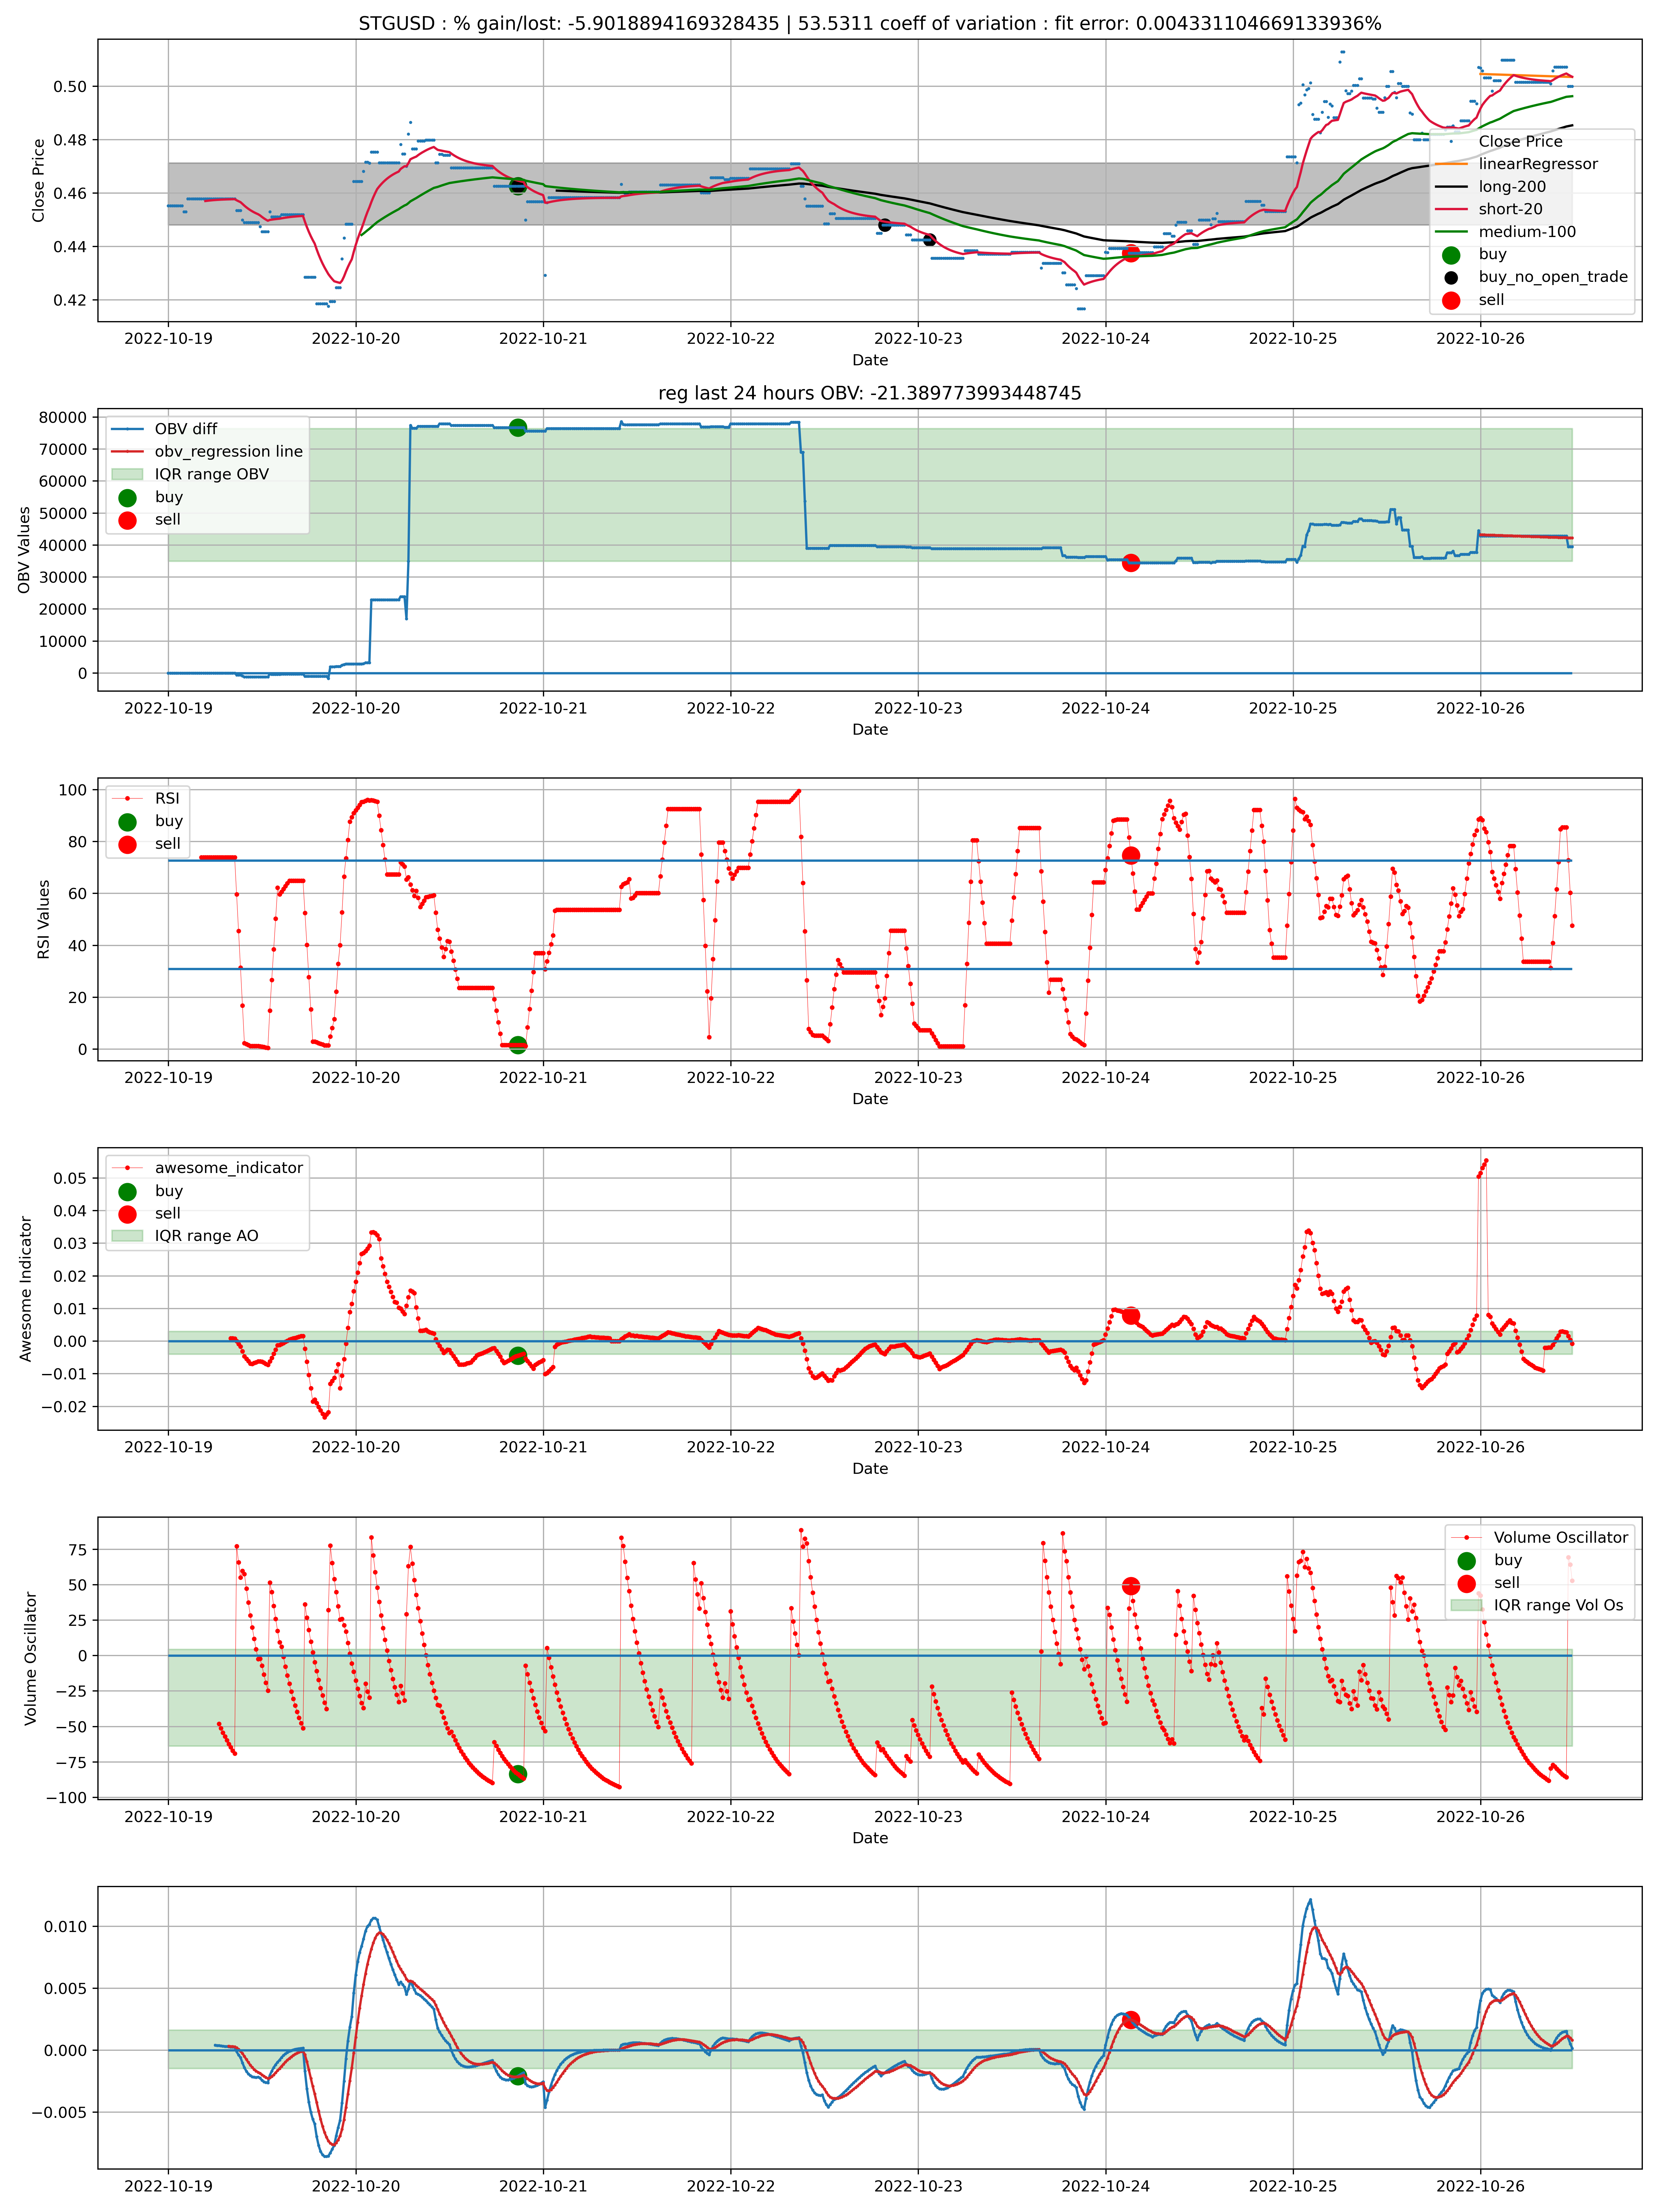 STGUSD : % gain/lost: -5.9018894169328435 | 53.5311 coeff of variation : fit error: 0.004331104669133936%
Close Price
0.50
0.48
0.46
0.44
0.42
Close Price
linearRegressor
long-200
short-20
medium-100
buy
buy_no_open_trade
sell
2022-10-19 2022-10-20 2022-10-21 2022-10-22 2022-10-23 2022-10-24 2022-10-25 2022-10-26
Date
reg last 24 hours OBV: -21.389773993448745
OBV Values
80000
70000
60000
50000
40000
30000
20000
10000
0
OBV diff
obv_regression line
IQR range OBV
buy
sell
2022-10-19 2022-10-20 2022-10-21 2022-10-22 2022-10-23 2022-10-24 2022-10-25 2022-10-26
Date
RSI Values
100
80
60
40
20
0
RSI
buy
sell
2022-10-19 2022-10-20 2022-10-21 2022-10-22 2022-10-23 2022-10-24 2022-10-25 2022-10-26
Date
Awesome Indicator
0.05
0.04
0.03
0.02
0.01
0.00
−0.01
−0.02
awesome_indicator
buy
sell
IQR range AO
2022-10-19 2022-10-20 2022-10-21 2022-10-22 2022-10-23 2022-10-24 2022-10-25 2022-10-26
Date
Volume Oscillator
75
50
25
0
−25
−50
−75
−100
Volume Oscillator
buy
sell
IQR range Vol Os
2022-10-19 2022-10-20 2022-10-21 2022-10-22 2022-10-23 2022-10-24 2022-10-25 2022-10-26
Date
0.010
0.005
0.000
−0.005
2022-10-19 2022-10-20 2022-10-21 2022-10-22 2022-10-23 2022-10-24 2022-10-25 2022-10-26